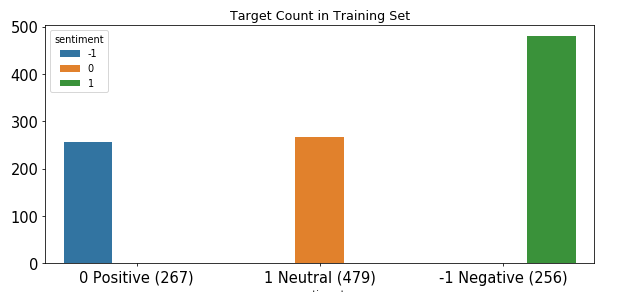 Target Count in Training Set
500
400
300
200
100
0
sentiment
-1
0
1
0 Positive (267)
1 Neutral (479)
-1 Negative (256)